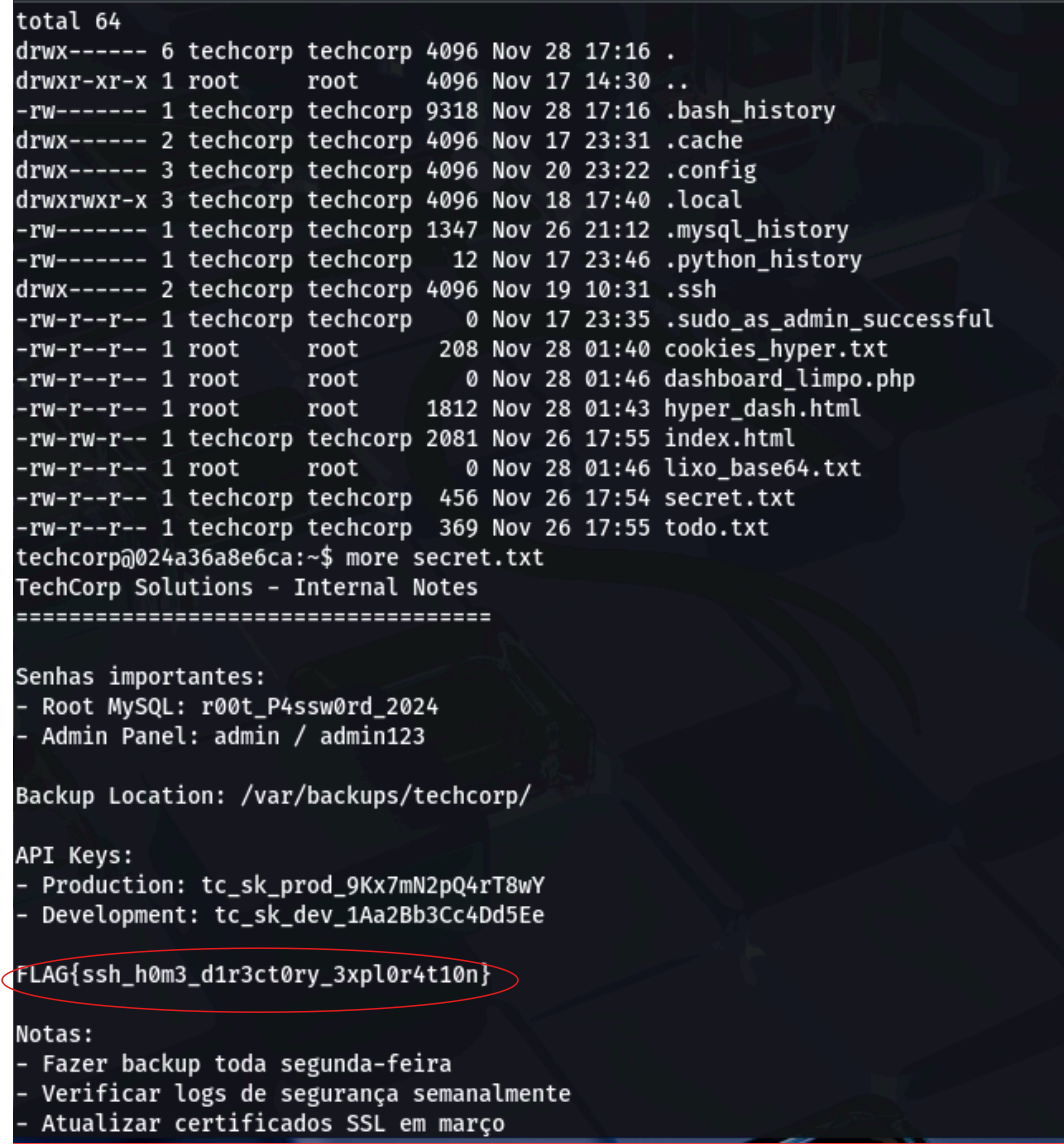 total 64
drwx------ 6 techcorp techcorp 4096 Nov 28 17:16 .
drwxr-xr-x 1 root     root     4096 Nov 17 14:30 ..
-rw------- 1 techcorp techcorp 9318 Nov 28 17:16 .bash_history
drwx------ 2 techcorp techcorp 4096 Nov 17 23:31 .cache
drwx------ 3 techcorp techcorp 4096 Nov 20 23:22 .config
drwxrwxr-x 3 techcorp techcorp 4096 Nov 18 17:40 .local
-rw------- 1 techcorp techcorp 1347 Nov 26 21:12 .mysql_history
-rw------- 1 techcorp techcorp   12 Nov 17 23:46 .python_history
drwx------ 2 techcorp techcorp 4096 Nov 19 10:31 .ssh
-rw-r--r-- 1 techcorp techcorp    0 Nov 17 23:35 .sudo_as_admin_successful
-rw-r--r-- 1 root     root      208 Nov 28 01:40 cookies_hyper.txt
-rw-r--r-- 1 root     root        0 Nov 28 01:46 dashboard_limpo.php
-rw-r--r-- 1 root     root     1812 Nov 28 01:43 hyper_dash.html
-rw-rw-r-- 1 techcorp techcorp 2081 Nov 26 17:55 index.html
-rw-r--r-- 1 root     root        0 Nov 28 01:46 lixo_base64.txt
-rw-r--r-- 1 techcorp techcorp  456 Nov 26 17:54 secret.txt
-rw-r--r-- 1 techcorp techcorp  369 Nov 26 17:55 todo.txt
techcorp@024a36a8e6ca:~$ more secret.txt
TechCorp Solutions - Internal Notes
====================================
Senhas importantes:
- Root MySQL: r00t_P4ssw0rd_2024
- Admin Panel: admin / admin123
Backup Location: /var/backups/techcorp/
API Keys:
- Production: tc_sk_prod_9Kx7mN2pQ4rT8wY
- Development: tc_sk_dev_1Aa2Bb3Cc4Dd5Ee
FLAG{ssh_h0m3_d1r3ct0ry_3xpl0r4t10n}
Notas:
- Fazer backup toda segunda-feira
- Verificar logs de segurança semanalmente
- Atualizar certificados SSL em março